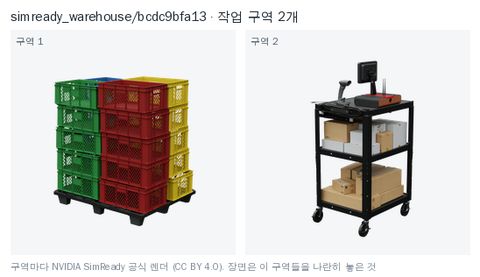 simready_warehouse/bcdc9bfa13 · 작업 구역 2개
구역 1
구역 2
구역마다 NVIDIA SimReady 공식 렌더 (CC BY 4.0). 장면은 이 구역들을 나란히 놓은 것